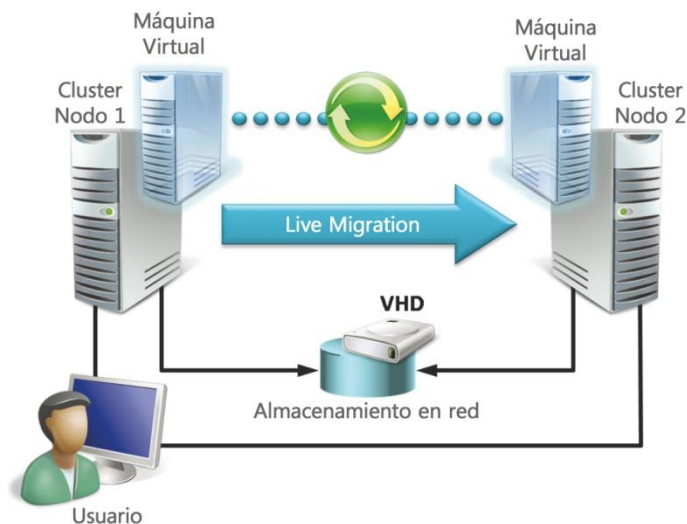 Máquina
Virtual
Máquina
Virtual
Cluster
Nodo 1
Cluster
Nodo 2
Live Migration
VHD
Almacenamiento en red
Usuario